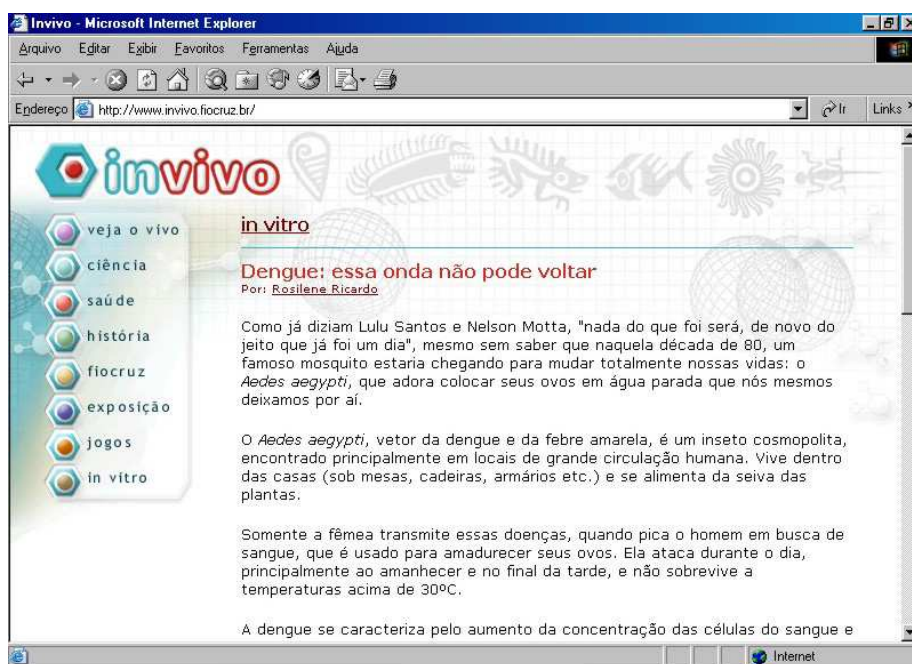 Invivo - Microsoft Internet Explorer
Arquivo Editar Exibir Favoritos Ferramentas Ajuda
Endereço http://www.invivo.fiocruz.br/ Ir Links »
invivo
veja o vivo
ciência
saúde
história
fiocruz
exposição
jogos
in vitro
in vitro
Dengue: essa onda não pode voltar
Por: Rosilene Ricardo
Como já diziam Lulu Santos e Nelson Motta, "nada do que foi será, de novo do
jeito que já foi um dia", mesmo sem saber que naquela década de 80, um
famoso mosquito estaria chegando para mudar totalmente nossas vidas: o
Aedes aegypti, que adora colocar seus ovos em água parada que nós mesmos
deixamos por aí.
O Aedes aegypti, vetor da dengue e da febre amarela, é um inseto cosmopolita,
encontrado principalmente em locais de grande circulação humana. Vive dentro
das casas (sob mesas, cadeiras, armários etc.) e se alimenta da seiva das
plantas.
Somente a fêmea transmite essas doenças, quando pica o homem em busca de
sangue, que é usado para amadurecer seus ovos. Ela ataca durante o dia,
principalmente ao amanhecer e no final da tarde, e não sobrevive a
temperaturas acima de 30ºC.
A dengue se caracteriza pelo aumento da concentração das células do sangue e
Internet